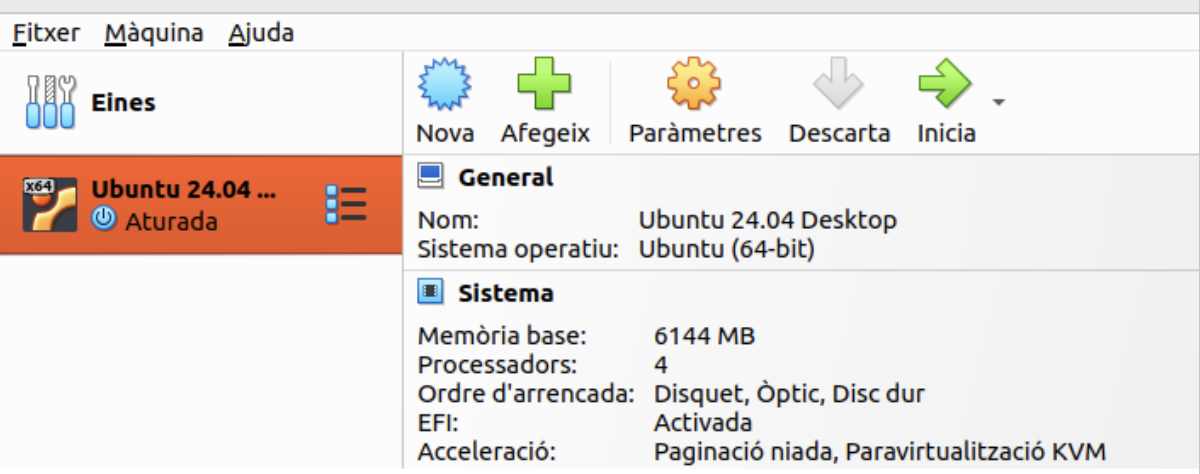 Fitxer Màquina Ajuda
Eines
Nova Afegeix Paràmetres Descarta Inicia
x64 Ubuntu 24.04 ...
Aturada
General
Nom: Ubuntu 24.04 Desktop
Sistema operatiu: Ubuntu (64-bit)
Sistema
Memòria base: 6144 MB
Processadors: 4
Ordre d'arrencada: Disquet, Òptic, Disc dur
EFI: Activada
Acceleració: Paginació niada, Paravirtualització KVM